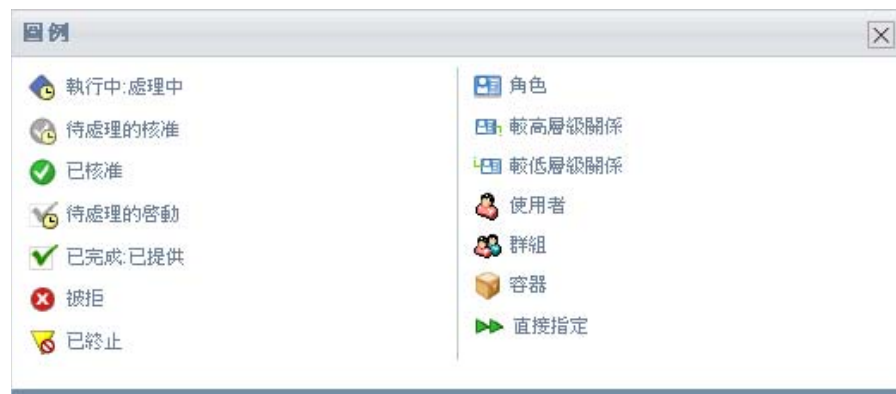 圖例
執行中:處理中
待處理的核准
已核准
待處理的啓動
已完成:已提供
被拒
已終止
角色
較高層級關係
較低層級關係
使用者
群組
容器
直接指定